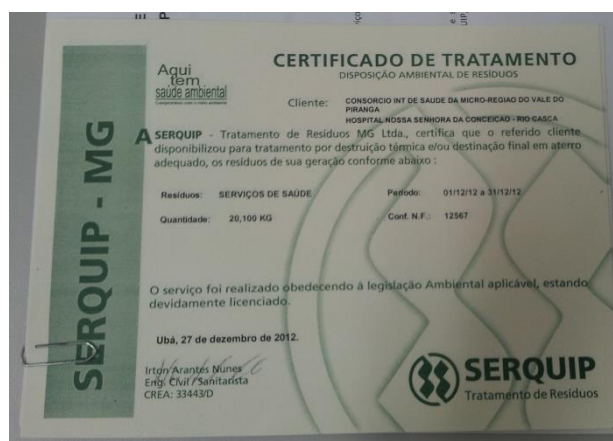 SERQUIP - MG
Aqui
tem
saúde ambiental
CERTIFICADO DE TRATAMENTO
DISPOSIÇÃO AMBIENTAL DE RESÍDUOS
Cliente: CONSORCIO INT DE SAUDE DA MICRO-REGIAO DO VALE DO
PIRANGA
HOSPITAL NOSSA SENHORA DA CONCEICAO - RIO CASCA
A SERQUIP - Tratamento de Resíduos MG Ltda., certifica que o referido cliente
disponibilizou para tratamento por destruição térmica e/ou destinação final em aterro
adequado, os resíduos de sua geração conforme abaixo :
Resíduos: SERVIÇOS DE SAÚDE Período: 01/12/12 a 31/12/12
Quantidade: 20,100 KG Conf. N.F.: 12567
O serviço foi realizado obedecendo à legislação Ambiental aplicável, estando
devidamente licenciado.
Ubá, 27 de dezembro de 2012.
Irton Arantes Nunes
Eng. Civil / Sanitarista
CREA: 33443/D
SERQUIP
Tratamento de Resíduos